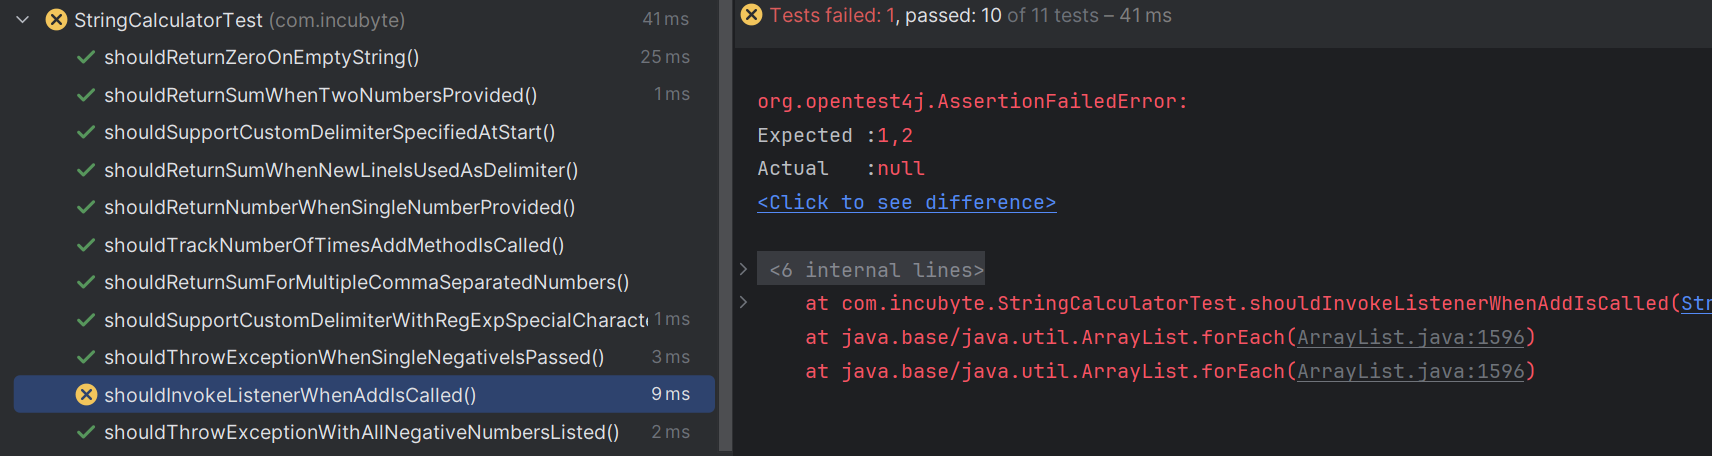 StringCalculatorTest (com.incubyte) 41 ms
shouldReturnZeroOnEmptyString() 25 ms
shouldReturnSumWhenTwoNumbersProvided() 1 ms
shouldSupportCustomDelimiterSpecifiedAtStart()
shouldReturnSumWhenNewLineIsUsedAsDelimiter()
shouldReturnNumberWhenSingleNumberProvided()
shouldTrackNumberOfTimesAddMethodIsCalled()
shouldReturnSumForMultipleCommaSeparatedNumbers()
shouldSupportCustomDelimiterWithRegExpSpecialCharacte 1 ms
shouldThrowExceptionWhenSingleNegativeIsPassed() 3 ms
shouldInvokeListenerWhenAddIsCalled() 9 ms
shouldThrowExceptionWithAllNegativeNumbersListed() 2 ms
Tests failed: 1, passed: 10 of 11 tests – 41 ms
org.opentest4j.AssertionFailedError:
Expected :1,2
Actual   :null
<Click to see difference>
<6 internal lines>
at com.incubyte.StringCalculatorTest.shouldInvokeListenerWhenAddIsCalled(Str
at java.base/java.util.ArrayList.forEach(ArrayList.java:1596)
at java.base/java.util.ArrayList.forEach(ArrayList.java:1596)